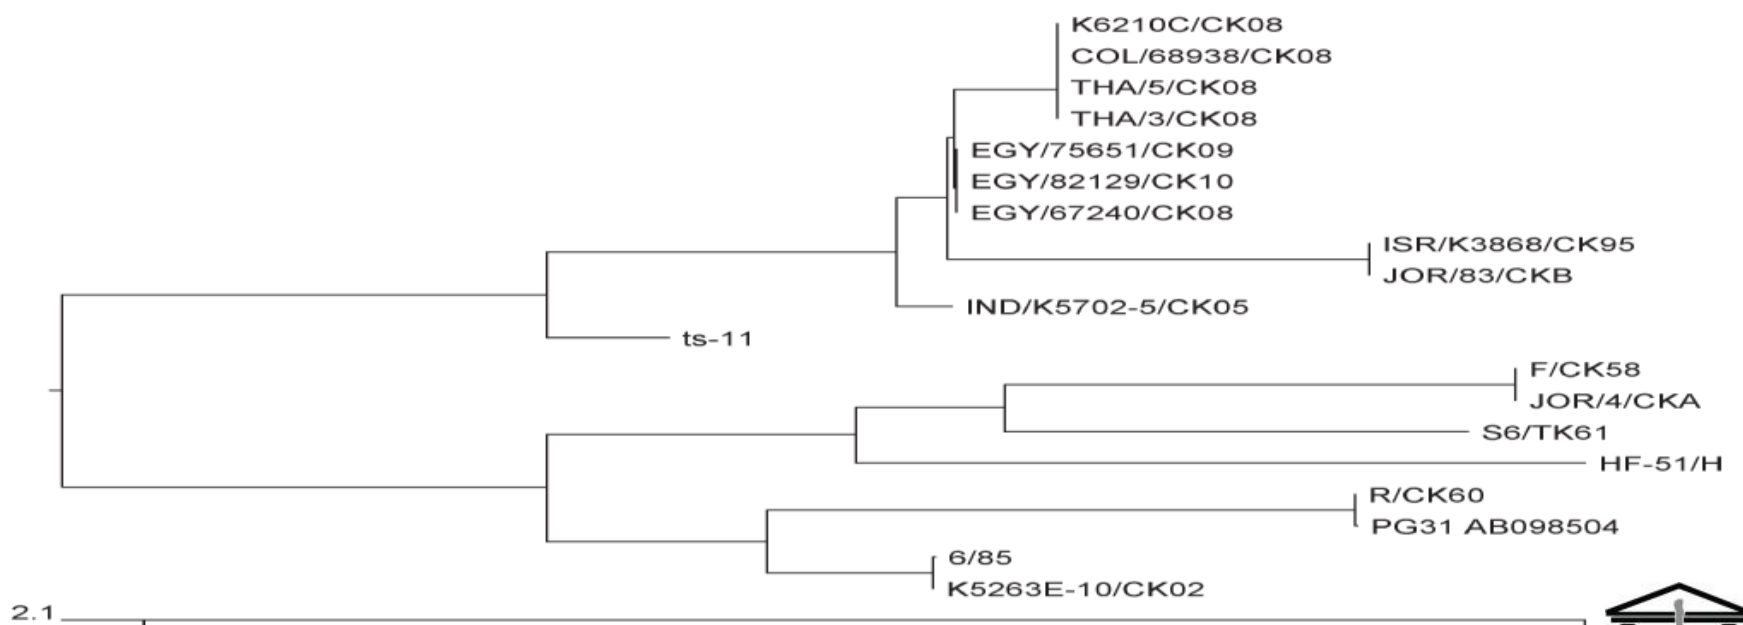 K6210C/CK08
COL/68938/CK08
THA/5/CK08
THA/3/CK08
EGY/75651/CK09
EGY/82129/CK10
EGY/67240/CK08
ISR/K3868/CK95
JOR/83/CKB
IND/K5702-5/CK05
ts-11
F/CK58
JOR/4/CKA
S6/TK61
HF-51/H
R/CK60
PG31 AB098504
6/85
K5263E-10/CK02
2.1